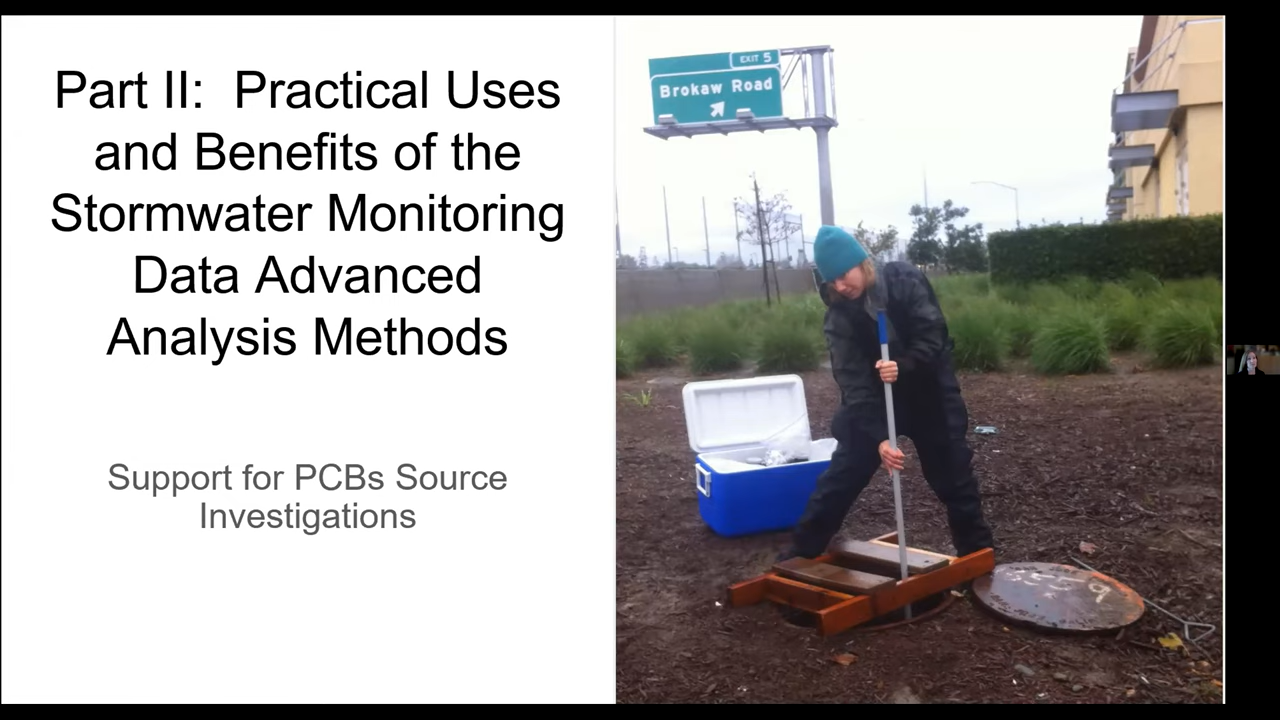 Part II:  Practical Uses
and Benefits of the
Stormwater Monitoring
Data Advanced
Analysis Methods
Support for PCBs Source
Investigations
EXIT 5
Brokaw Road